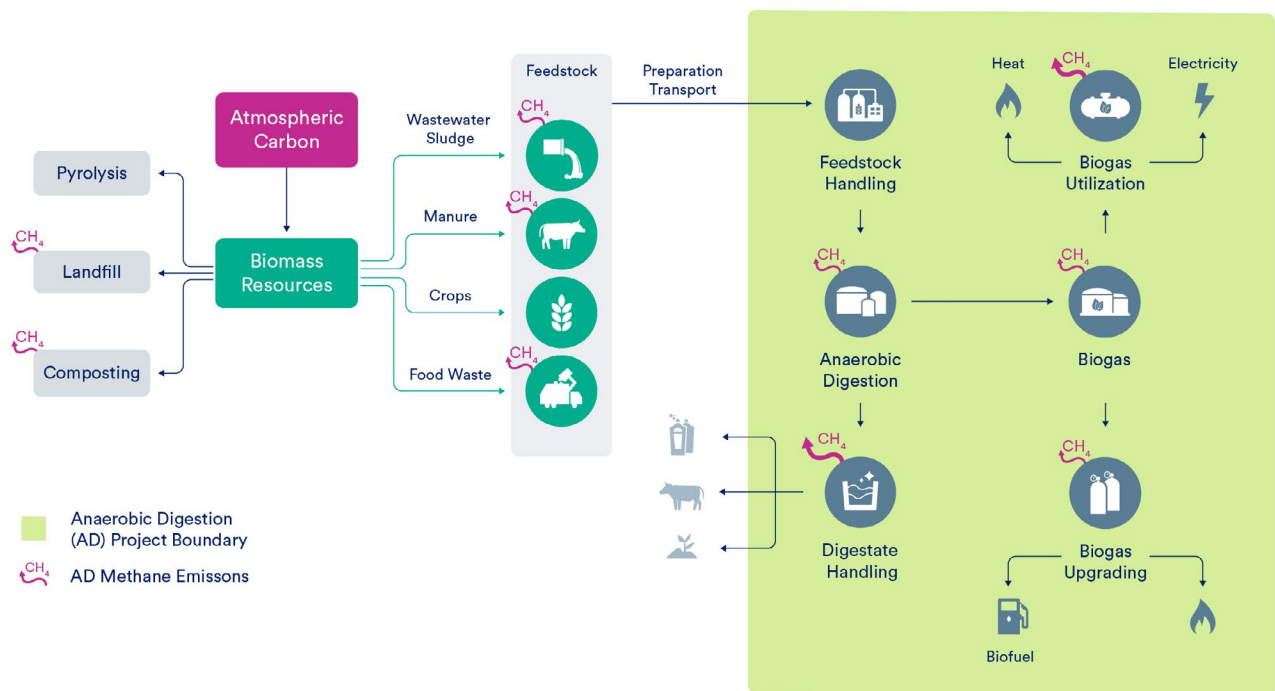 Atmospheric
Carbon
Pyrolysis
CH4
Landfill
CH4
Composting
Biomass
Resources
Wastewater
Sludge
Manure
Crops
Food Waste
Feedstock
CH4
CH4
CH4
Preparation
Transport
Feedstock
Handling
CH4
Anaerobic
Digestion
CH4
Digestate
Handling
Heat
CH4
Electricity
Biogas
Utilization
CH4
Biogas
CH4
Biogas
Upgrading
Biofuel
Anaerobic Digestion
(AD) Project Boundary
CH4
AD Methane Emissons